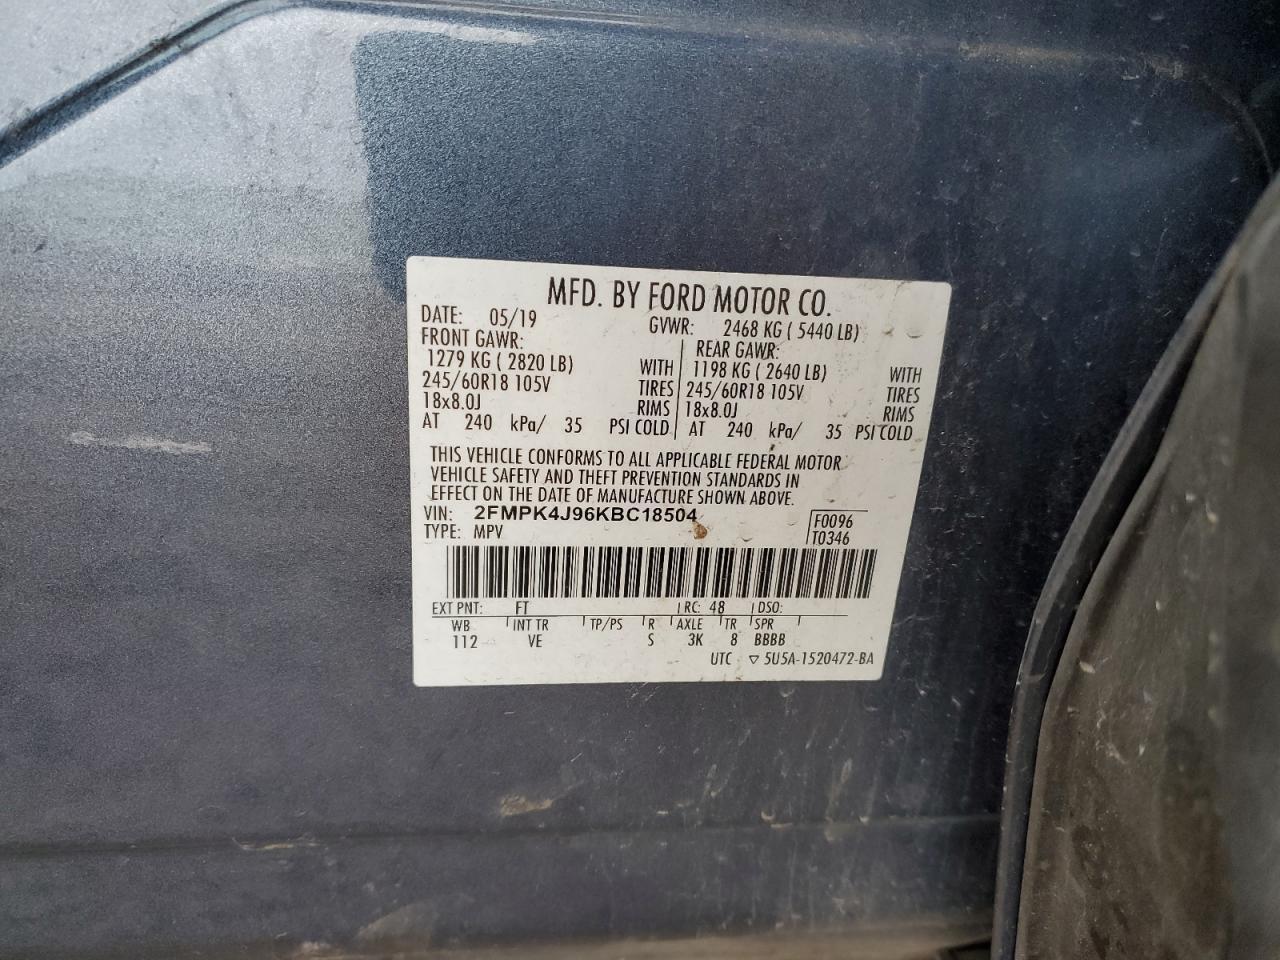 MFD. BY FORD MOTOR CO.
DATE: 05/19 GVWR: 2468 KG ( 5440 LB)
FRONT GAWR: REAR GAWR:
1279 KG ( 2820 LB) WITH 1198 KG ( 2640 LB) WITH
245/60R18 105V TIRES 245/60R18 105V TIRES
18x8.0J RIMS 18x8.0J RIMS
AT 240 kPa/ 35 PSI COLD AT 240 kPa/ 35 PSI COLD
THIS VEHICLE CONFORMS TO ALL APPLICABLE FEDERAL MOTOR
VEHICLE SAFETY AND THEFT PREVENTION STANDARDS IN
EFFECT ON THE DATE OF MANUFACTURE SHOWN ABOVE.
VIN: 2FMPK4J96KBC18504 F0096
TYPE: MPV T0346
EXT PNT: FT RC: 48 DSO:
WB INT TR TP/PS R AXLE TR SPR
112 VE S 3K 8 BBBB
UTC ▽ 5U5A-1520472-BA